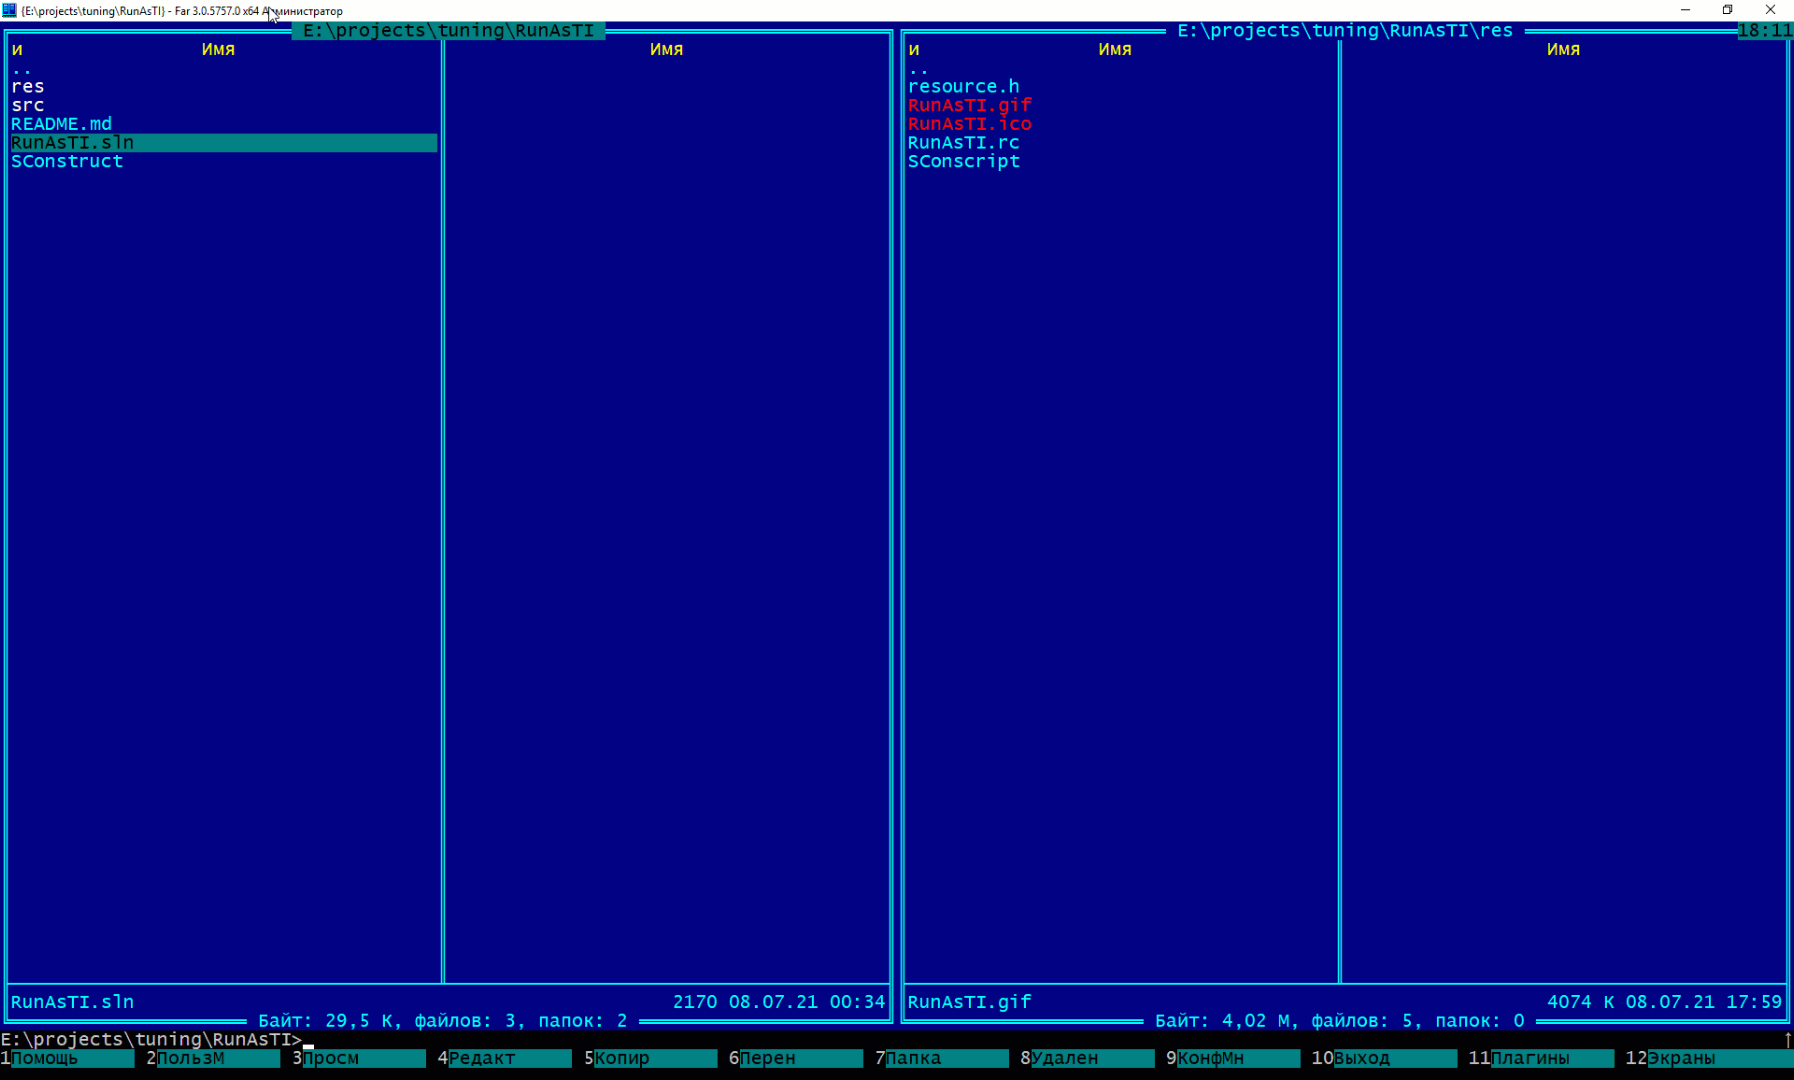 {E:\projects\tuning\RunAsTI} - Far 3.0.5757.0 x64 Администратор
E:\projects\tuning\RunAsTI
и Имя Имя
..
res
src
README.md
RunAsTI.sln
SConstruct
RunAsTI.sln 2170 08.07.21 00:34
Байт: 29,5 K, файлов: 3, папок: 2
E:\projects\tuning\RunAsTI\res 18:11
и Имя Имя
..
resource.h
RunAsTI.gif
RunAsTI.ico
RunAsTI.rc
SConscript
RunAsTI.gif 4074 K 08.07.21 17:59
Байт: 4,02 M, файлов: 5, папок: 0
E:\projects\tuning\RunAsTI>
1Помощь 2ПользМ 3Просм 4Редакт 5Копир 6Перен 7Папка 8Удален 9КонфМн 10Выход 11Плагины 12Экраны